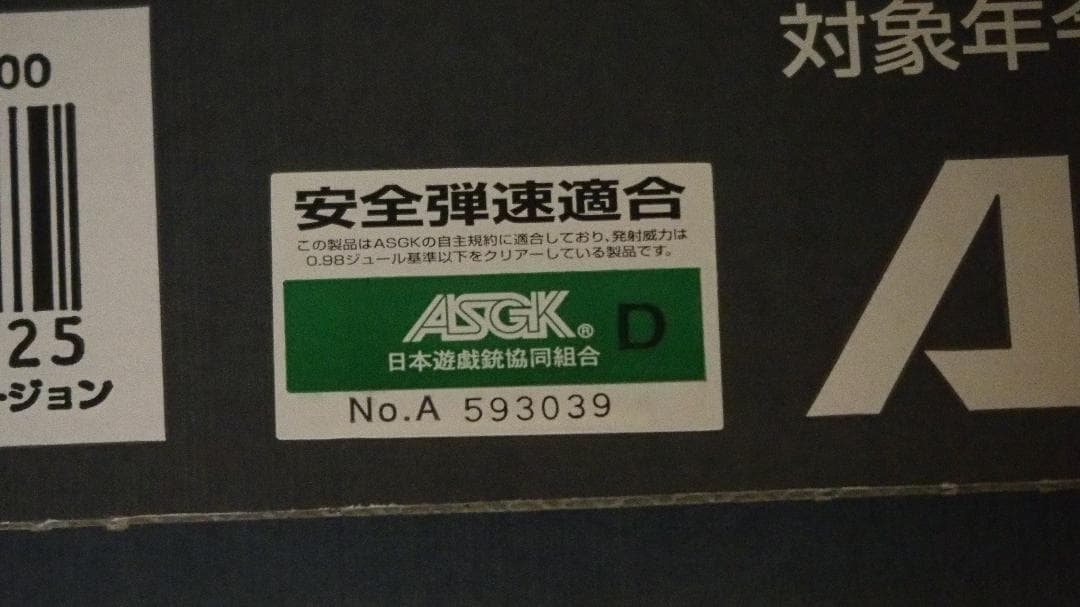 00
25
ージョン
対象年
安全弾速適合
この製品はASGKの自主規約に適合しており、発射威力は
0.98ジュール基準以下をクリアーしている製品です。
ASGK® D
日本遊戯銃協同組合
No.A 593039
A